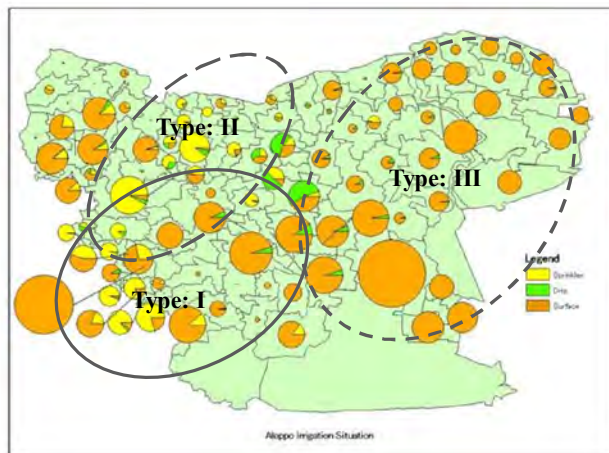 Type: II
Type: III
Type: I
Legend
Sprinkler
Drip
Surface
Aleppo Irrigation Situation